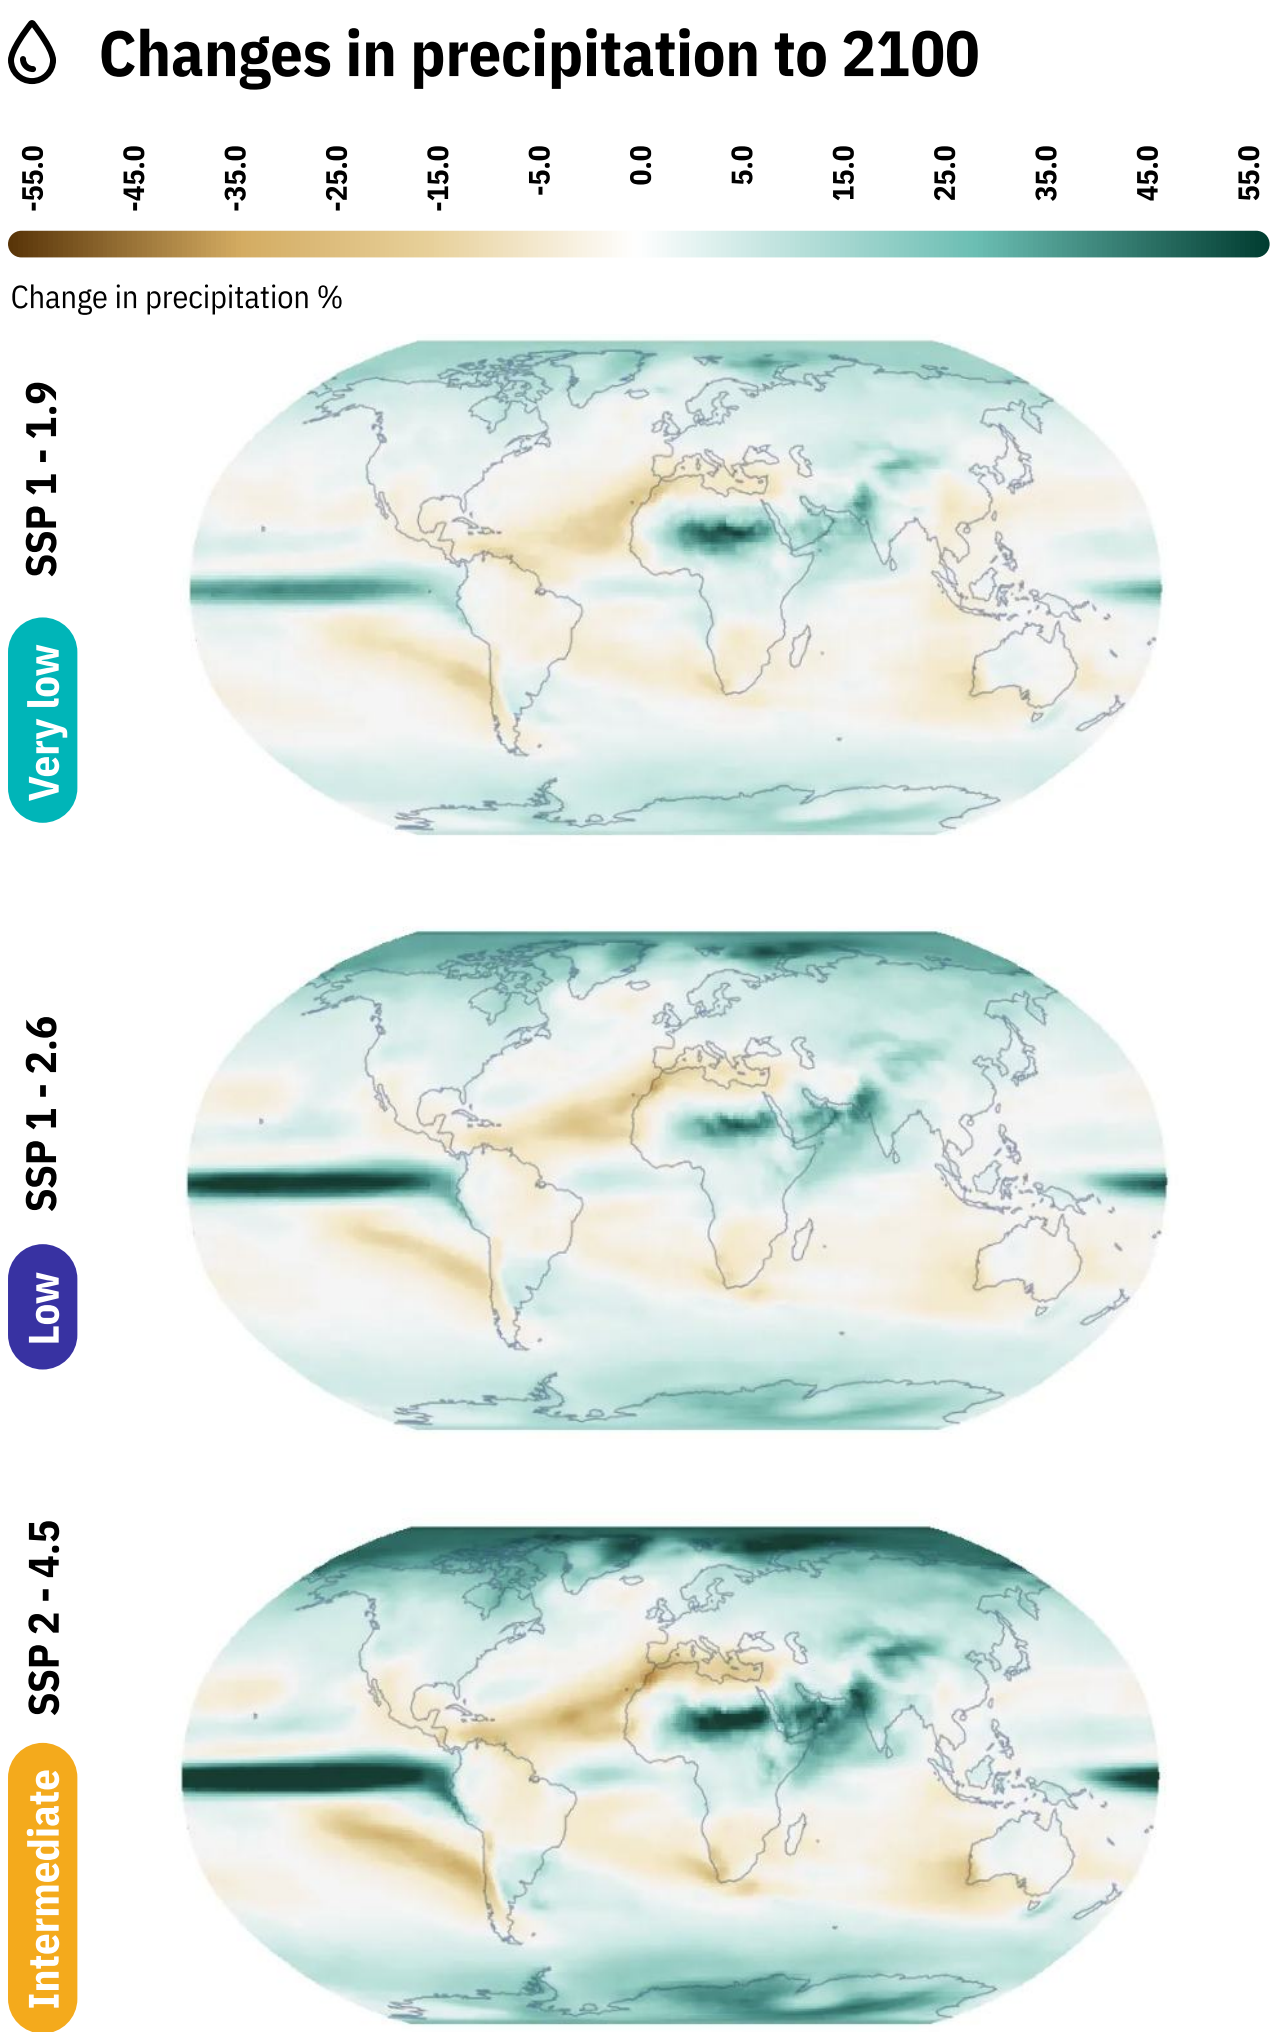 Changes in precipitation to 2100
-55.0
-45.0
-35.0
-25.0
-15.0
-5.0
0.0
5.0
15.0
25.0
35.0
45.0
55.0
Change in precipitation %
Very low SSP 1 - 1.9
Low SSP 1 - 2.6
Intermediate SSP 2 - 4.5